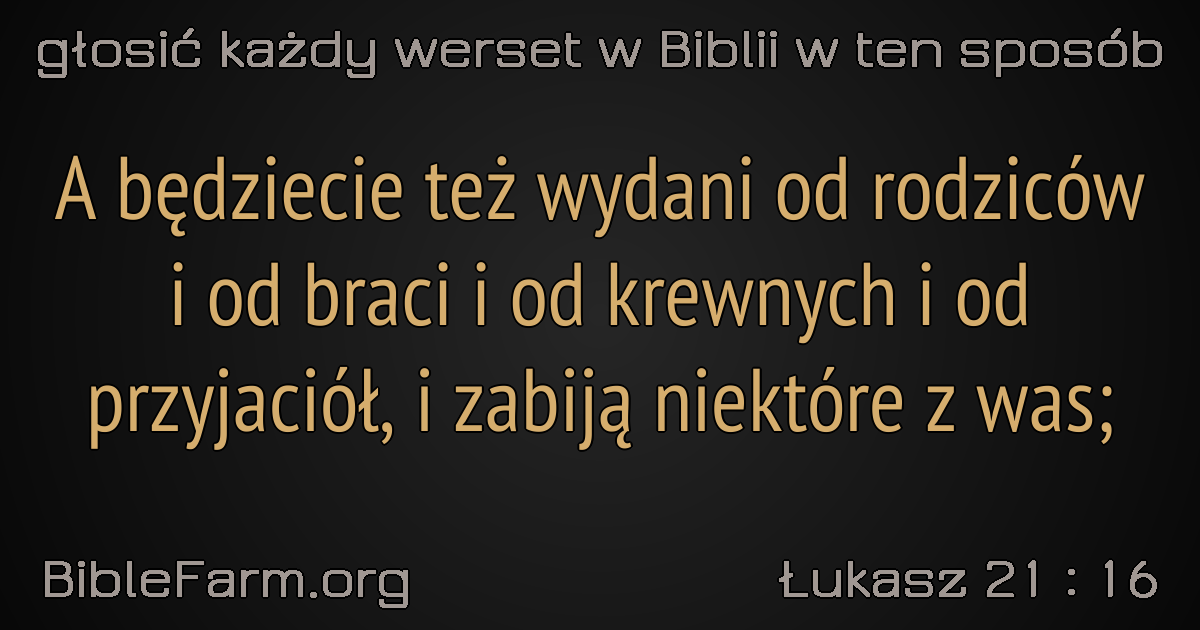 głosić każdy werset w Biblii w ten sposób
A będziecie też wydani od rodziców
i od braci i od krewnych i od
przyjaciół, i zabiją niektóre z was;
BibleFarm.org
Łukasz 21 : 16